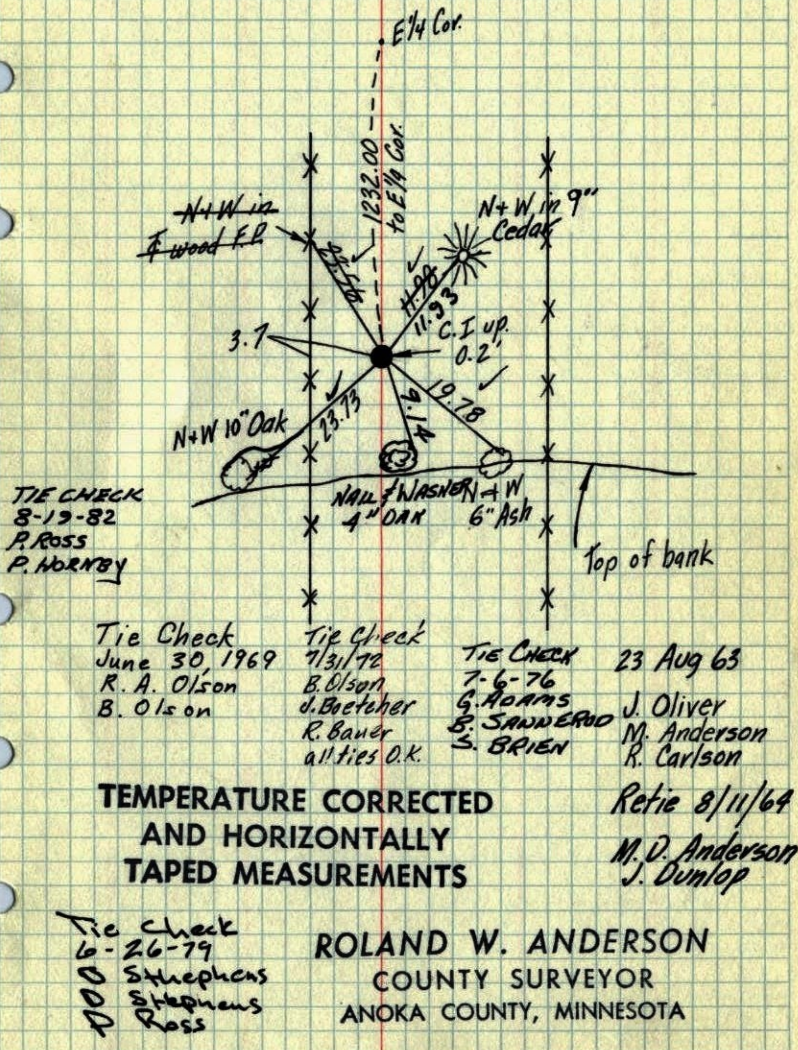 E 1/4 Cor.
1232.00
to E 1/4 Cor.
N+W in
wood F.P.
N+W in 9"
Cedar
11.93
C.I up.
0.2'
3.7
23.73
9.14
19.78
N+W 10" Oak
NAIL & WASHER
4" OAK
N+W
6" Ash
Top of bank
TIE CHECK
8-19-82
P. ROSS
P. HORNBY
Tie Check
June 30, 1969
R. A. Olson
B. Olson
Tie Check
7/31/72
B. Olson
J. Boetcher
R. Bauer
all ties O.K.
TIE CHECK
7-6-76
G. ADAMS
B. SANNEROD
S. BRIEN
23 Aug 63
J. Oliver
M. Anderson
R. Carlson
TEMPERATURE CORRECTED
AND HORIZONTALLY
TAPED MEASUREMENTS
Retie 8/11/64
M. D. Anderson
J. Dunlop
Tie Check
6-26-79
D Sthephens
D Stephens
P Ross
ROLAND W. ANDERSON
COUNTY SURVEYOR
ANOKA COUNTY, MINNESOTA